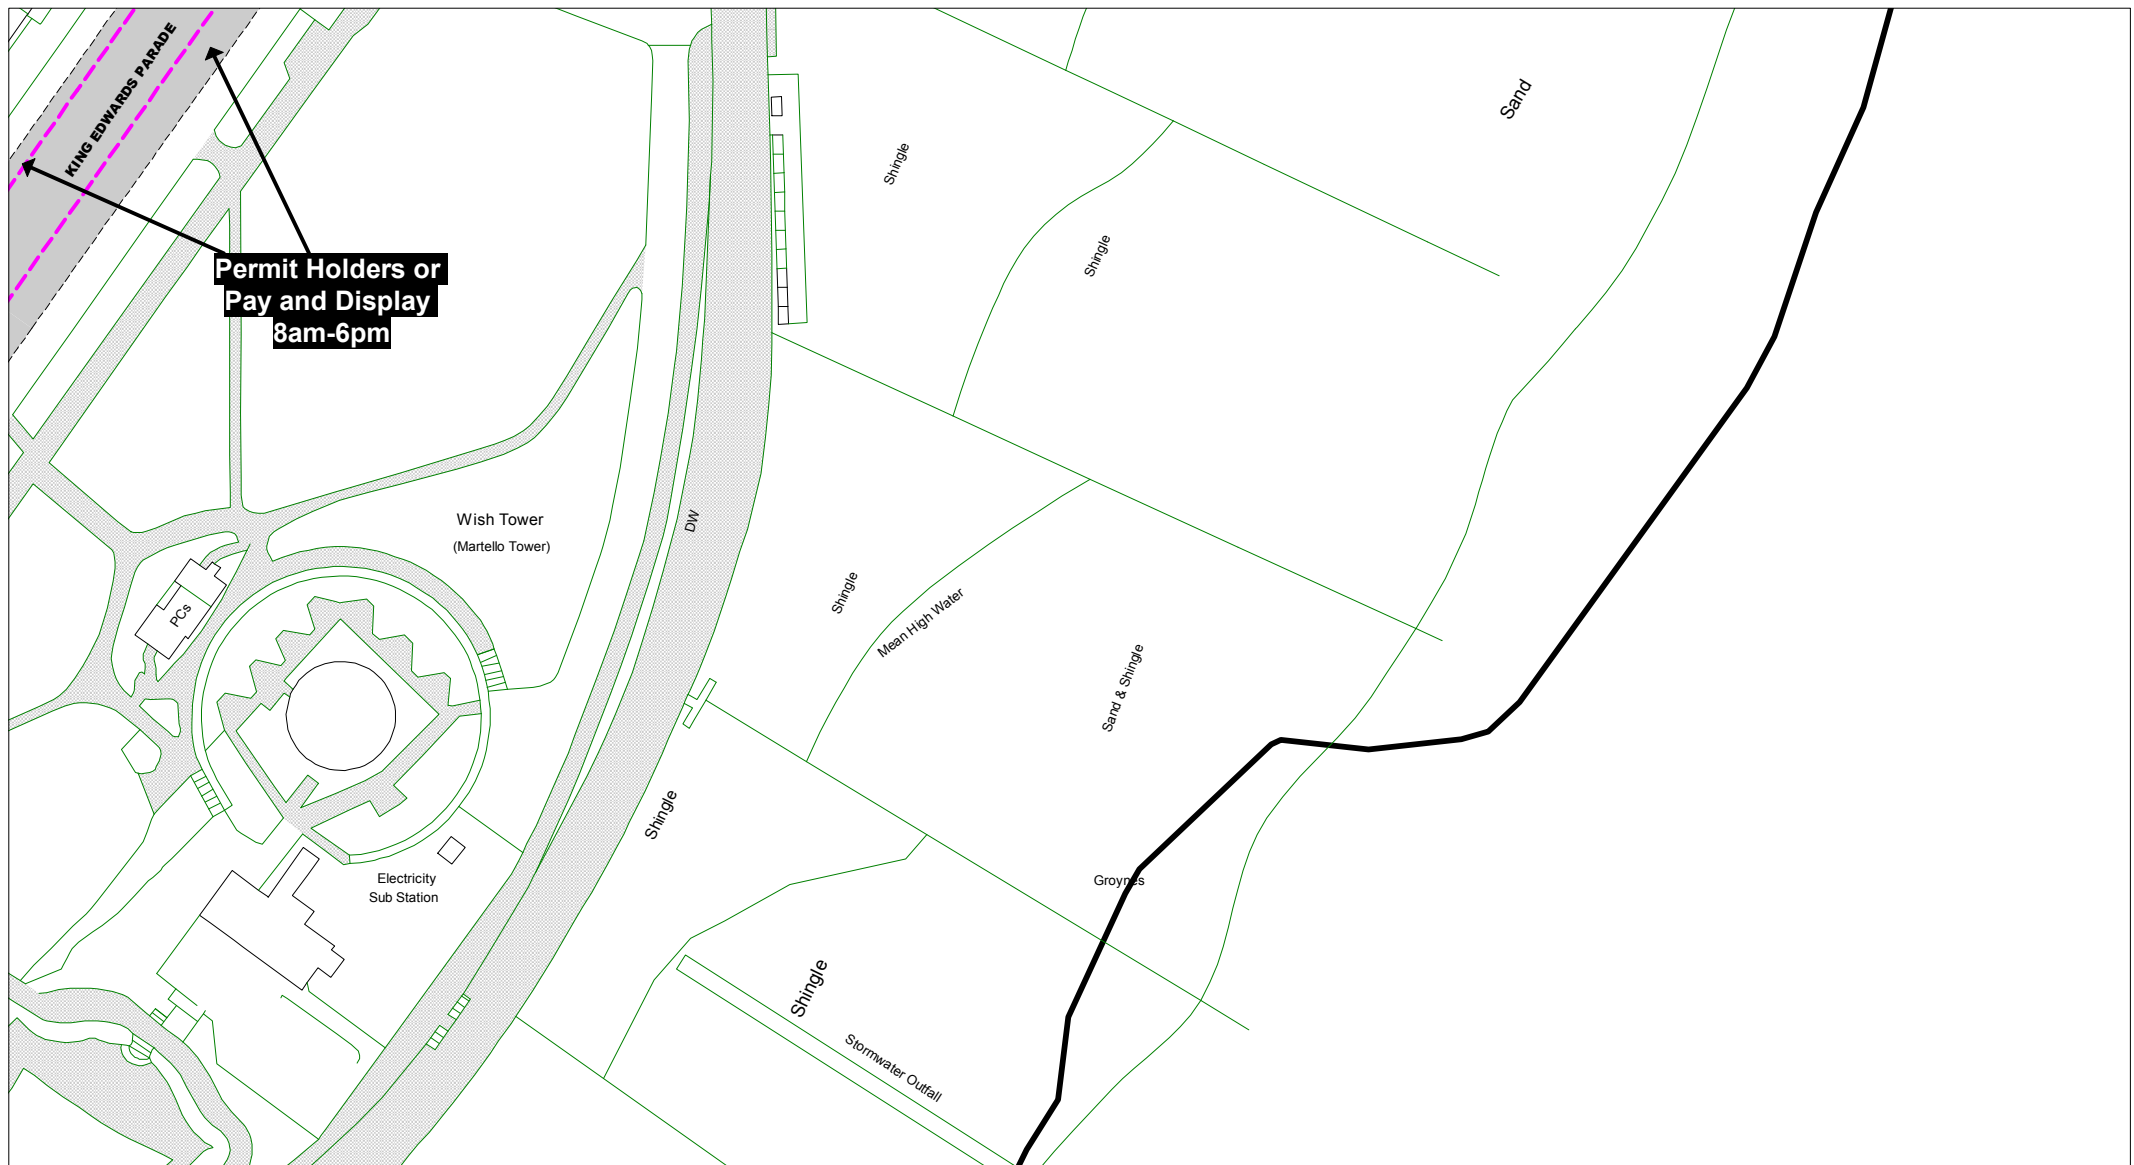 KING EDWARDS PARADE
Sand
Shingle
Shingle
Permit Holders or
Pay and Display
8am-6pm
Wish Tower
(Martello Tower)
DW
Shingle
PCs
Mean High Water
Sand & Shingle
Shingle
Electricity
Sub Station
Groynes
Shingle
Stormwater Outfall